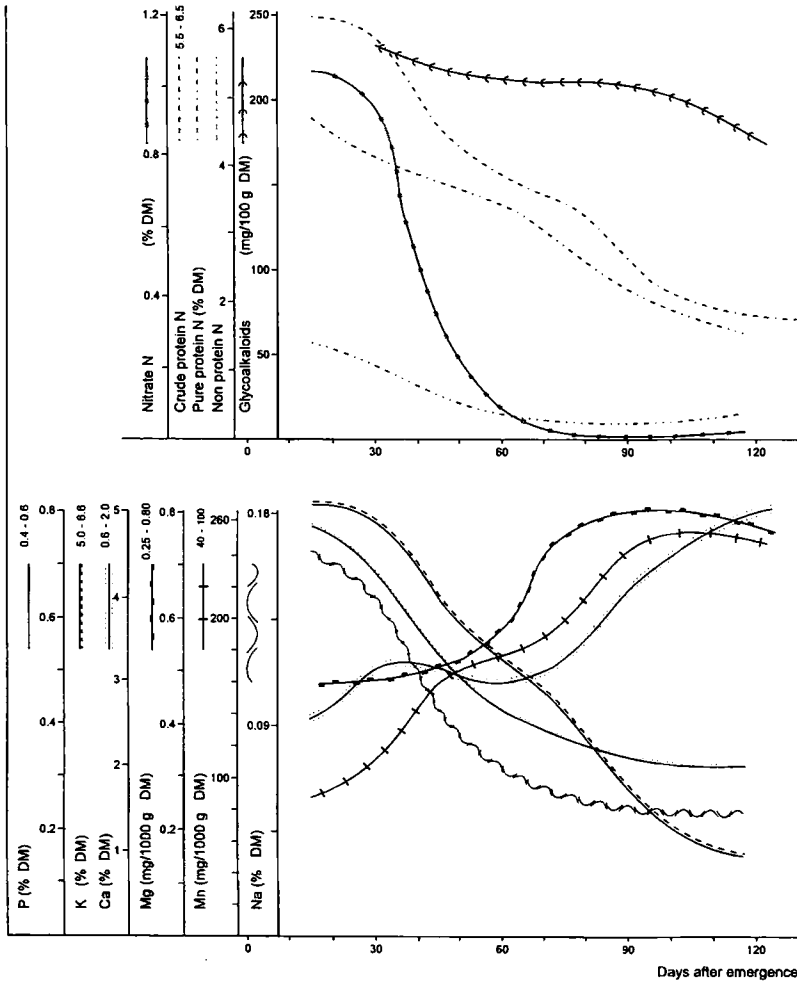 1.2
0.8
0.4
Nitrate N (% DM)
5.5 - 6.5
Crude protein N
Pure protein N (% DM)
Non protein N
6
4
2
Glycoalkaloids (mg/100 g DM)
250
200
100
50
0
30
60
90
120
P (% DM) 0.4 - 0.6
0.8
0.6
0.4
0.2
K (% DM) 5.0 - 6.6
Ca (% DM) 0.6 - 2.0
5
4
3
2
1
Mg (mg/1000 g DM) 0.25 - 0.80
0.8
0.6
0.4
0.2
Mn (mg/1000 g DM) 40 - 100
260
200
100
Na (% DM)
0.18
0.09
0
30
60
90
120
Days after emergence